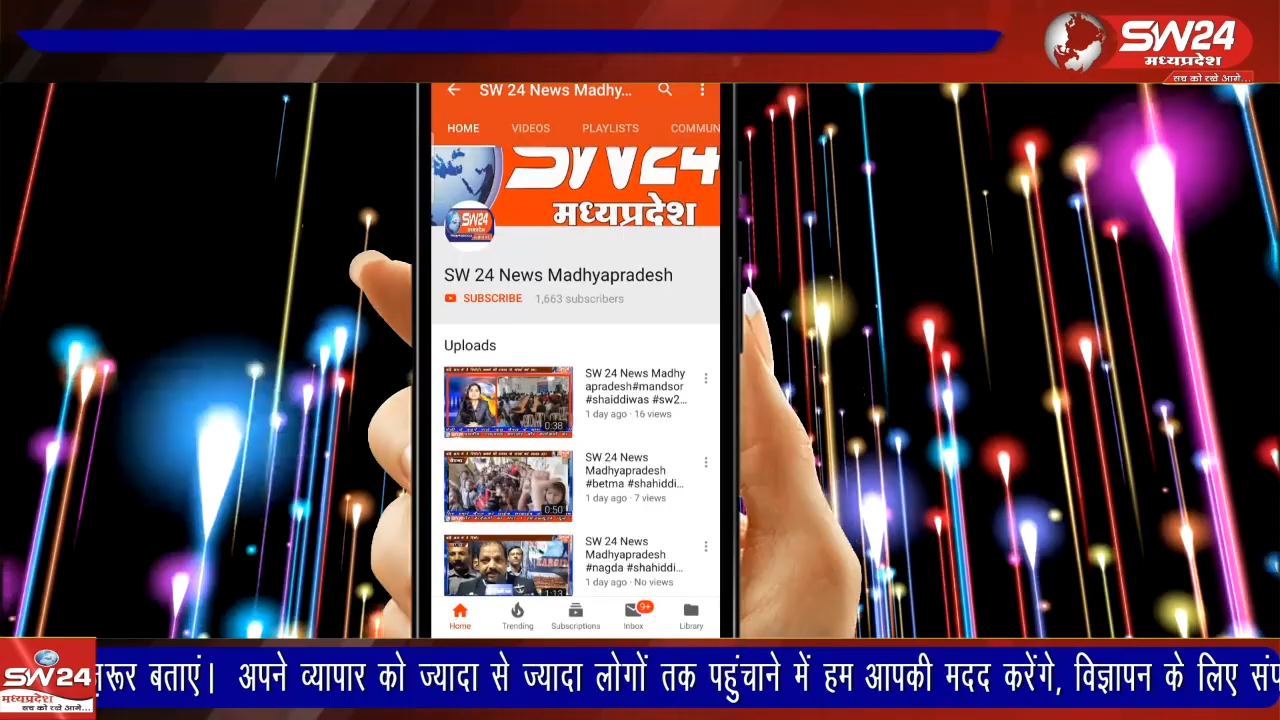 SW24
मध्यप्रदेश
सच को रखे आगे...
SW 24 News Madhy...
HOME VIDEOS PLAYLISTS COMMUN
SW24
मध्यप्रदेश
SW24
SW 24 News Madhyapradesh
SUBSCRIBE 1,663 subscribers
Uploads
SW 24 News Madhy
apradesh#mandsor
#shaiddiwas #sw2...
1 day ago · 16 views
0:38
SW 24 News
Madhyapradesh
#betma #shahiddi...
1 day ago · 7 views
0:50
SW 24 News
Madhyapradesh
#nagda #shahiddi...
1 day ago · No views
1:13
9+
Home Trending Subscriptions Inbox Library
SW24
मध्यप्रदेश
सच को रखे आगे...
ज़रूर बताएं। अपने व्यापार को ज्यादा से ज्यादा लोगों तक पहुंचाने में हम आपकी मदद करेंगे, विज्ञापन के लिए संप